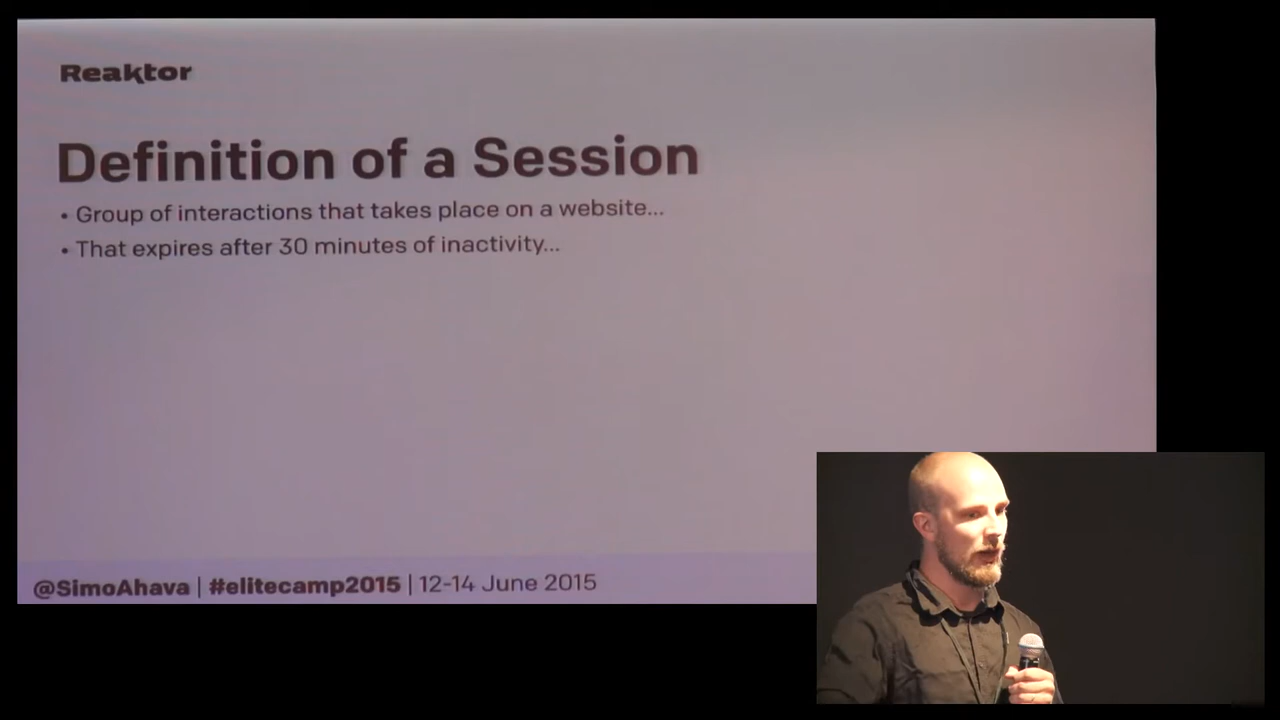 Reaktor
Definition of a Session
• Group of interactions that takes place on a website...
• That expires after 30 minutes of inactivity...
@SimoAhava | #elitecamp2015 | 12-14 June 2015